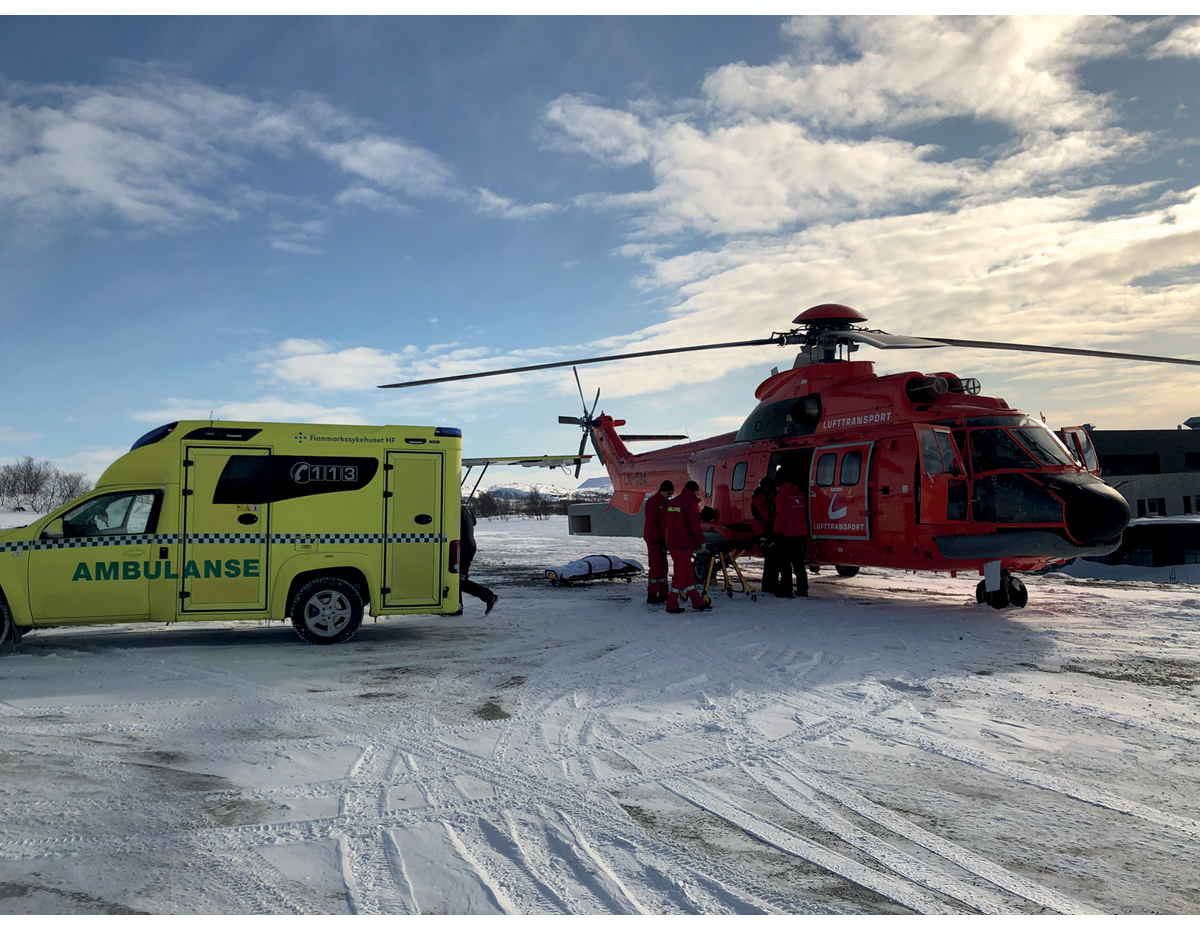 Finnmarkssykehuset HF
113
AMBULANSE
LUFTTRANSPORT
LUFTTRANSPORT